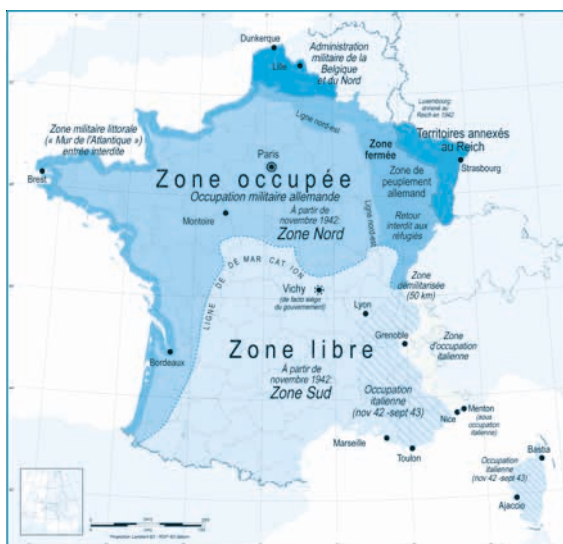 Dunkerque
Lille
Administration
militaire de la
Belgique
et du Nord
Luxembourg:
annexé au
Reich en 1942
Zone militaire littorale
(« Mur de l'Atlantique »)
entrée interdite
Ligne nord-est
Zone
fermée
Territoires annexés
au Reich
Strasbourg
Brest
Paris
Zone de
peuplement
allemand
Zone occupée
Occupation militaire allemande
À partir de
novembre 1942:
Zone Nord
Montoire
Ligne nord-est
Retour
interdit aux
réfugiés
LIGNE DE DÉMARCATION
Zone
démilitarisée
(50 km)
Vichy
(de facto siège
du gouvernement)
Lyon
Grenoble
Zone
d'occupation
italienne
Zone libre
À partir de
novembre 1942:
Zone Sud
Bordeaux
Occupation
italienne
(nov 42 -sept 43)
Menton
(sous
occupation
italienne)
Nice
Marseille
Toulon
Bastia
Occupation
italienne
(nov 42 -sept 43)
Ajaccio